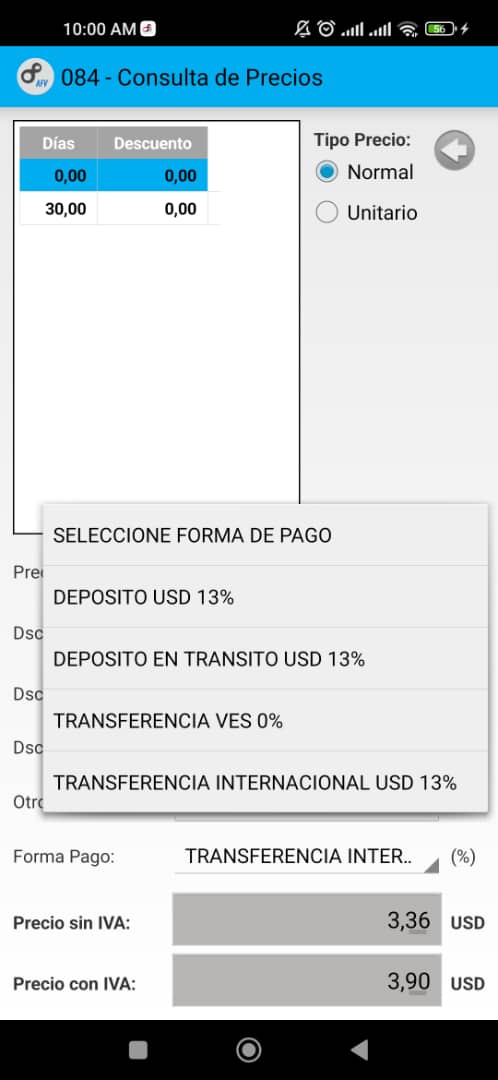 10:00 AM
56
AFV
084 - Consulta de Precios
Días Descuento
0,00 0,00
30,00 0,00
Tipo Precio:
Normal
Unitario
SELECCIONE FORMA DE PAGO
Prec
DEPOSITO USD 13%
Dsc
DEPOSITO EN TRANSITO USD 13%
Dsc
TRANSFERENCIA VES 0%
Dsc
TRANSFERENCIA INTERNACIONAL USD 13%
Otro
Forma Pago: TRANSFERENCIA INTER.. (%)
Precio sin IVA: 3,36 USD
Precio con IVA: 3,90 USD